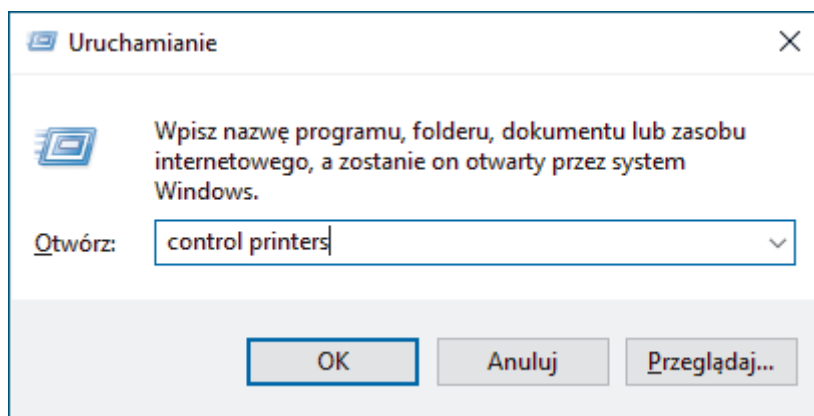 Uruchamianie
Wpisz nazwę programu, folderu, dokumentu lub zasobu
internetowego, a zostanie on otwarty przez system
Windows.
Otwórz: control printers
OK Anuluj Przeglądaj...